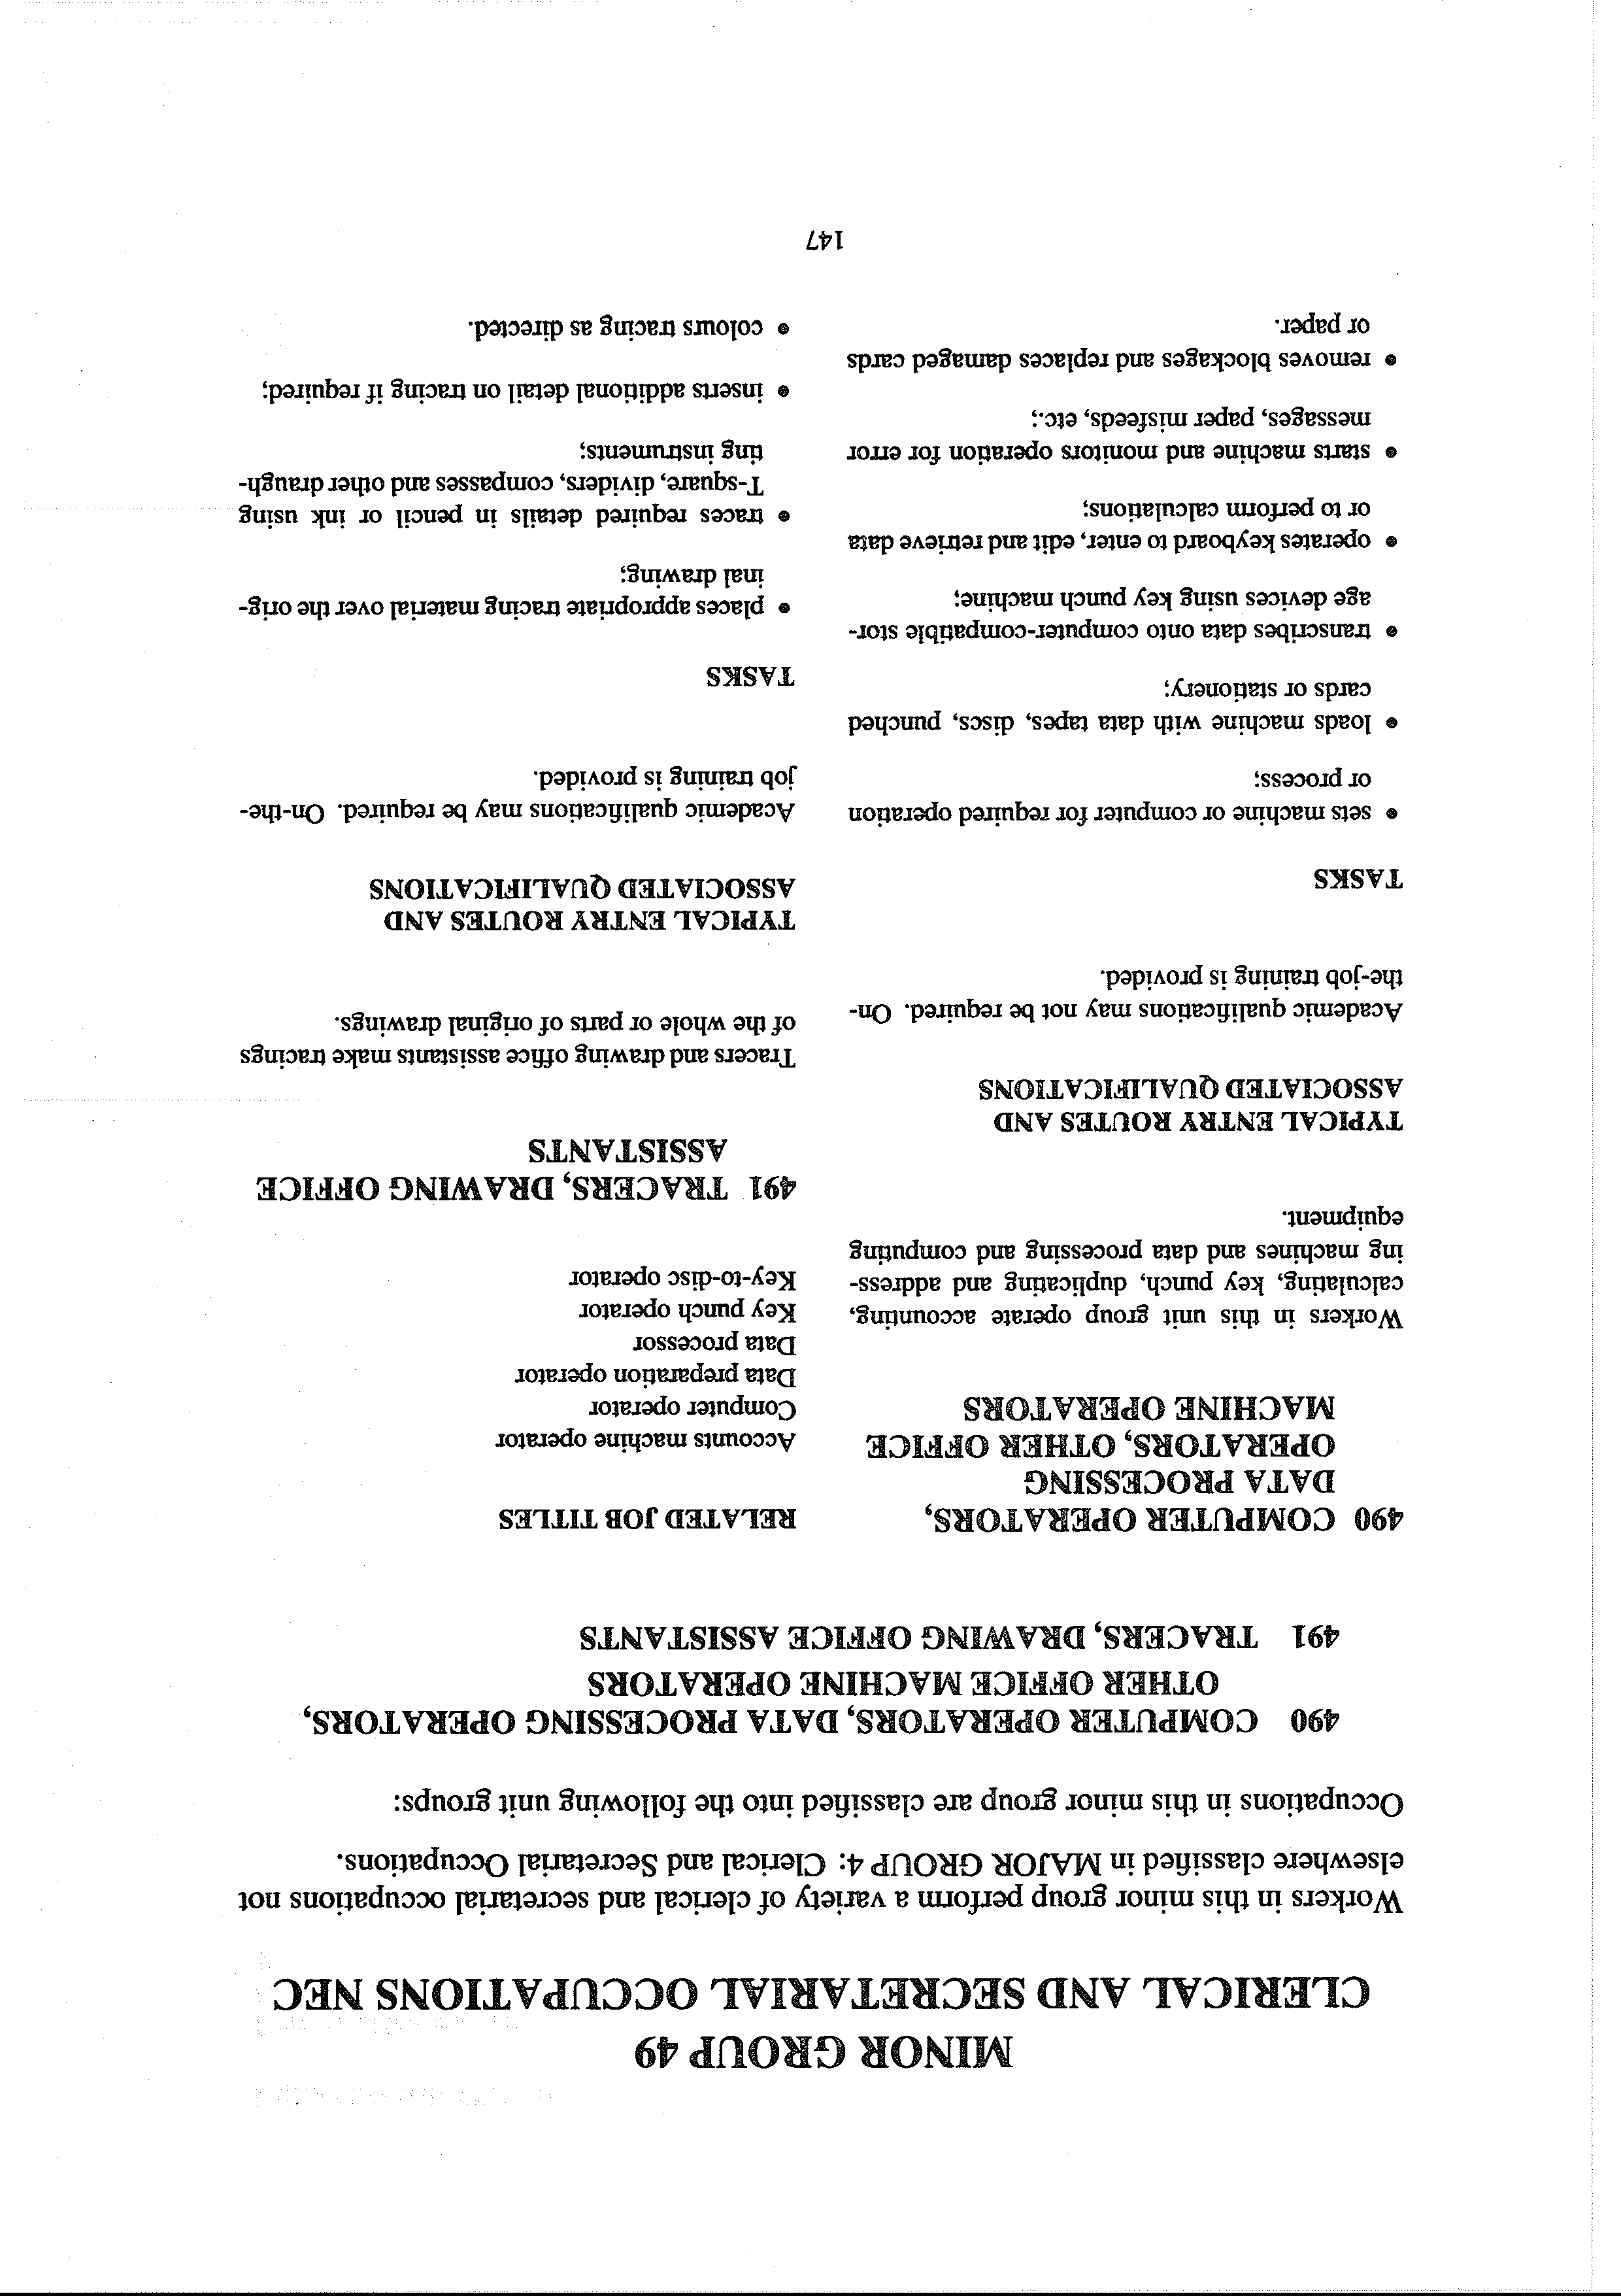 MINOR GROUP 49
CLERICAL AND SECRETARIAL OCCUPATIONS NEC
Workers in this minor group perform a variety of clerical and secretarial occupations not
elsewhere classified in MAJOR GROUP 4: Clerical and Secretarial Occupations.
Occupations in this minor group are classified into the following unit groups:
490 COMPUTER OPERATORS, DATA PROCESSING OPERATORS,
OTHER OFFICE MACHINE OPERATORS
491 TRACERS, DRAWING OFFICE ASSISTANTS
490 COMPUTER OPERATORS,
DATA PROCESSING
OPERATORS, OTHER OFFICE
MACHINE OPERATORS
Workers in this unit group operate accounting,
calculating, key punch, duplicating and address-
ing machines and data processing and computing
equipment.
TYPICAL ENTRY ROUTES AND
ASSOCIATED QUALIFICATIONS
Academic qualifications may not be required. On-
the-job training is provided.
TASKS
• sets machine or computer for required operation
or process;
• loads machine with data tapes, discs, punched
cards or stationery;
• transcribes data onto computer-compatible stor-
age devices using key punch machine;
• operates keyboard to enter, edit and retrieve data
or to perform calculations;
• starts machine and monitors operation for error
messages, paper misfeeds, etc.;
• removes blockages and replaces damaged cards
or paper.
RELATED JOB TITLES
Accounts machine operator
Computer operator
Data preparation operator
Data processor
Key punch operator
Key-to-disc operator
491 TRACERS, DRAWING OFFICE
ASSISTANTS
Tracers and drawing office assistants make tracings
of the whole or parts of original drawings.
TYPICAL ENTRY ROUTES AND
ASSOCIATED QUALIFICATIONS
Academic qualifications may be required. On-the-
job training is provided.
TASKS
• places appropriate tracing material over the orig-
inal drawing;
• traces required details in pencil or ink using
T-square, dividers, compasses and other draugh-
ting instruments;
• inserts additional detail on tracing if required;
• colours tracing as directed.
147